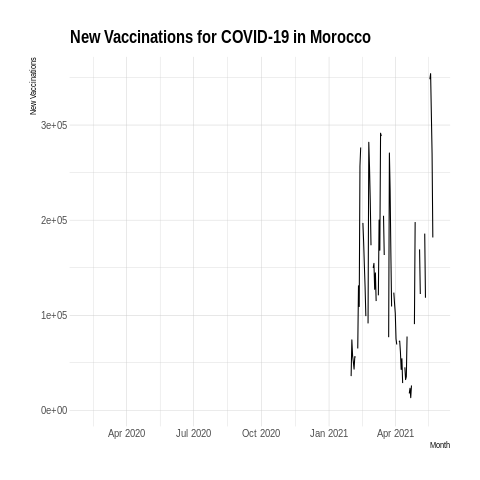 New Vaccinations for COVID-19 in Morocco
New Vaccinations
3e+05
2e+05
1e+05
0e+00
Apr 2020 Jul 2020 Oct 2020 Jan 2021 Apr 2021
Month